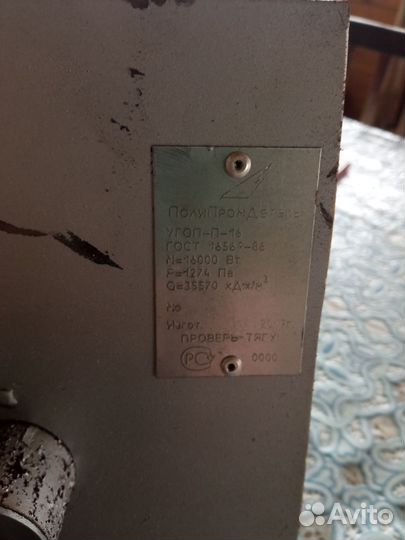 ПолиПромДеталь
УГОП-П-16
ГОСТ 16569-86
N=16000 Вт
P=1274 Па
Q=35570 кДж/м³
№
Изгот. г.
ПРОВЕРЬ ТЯГУ!
РС 0000
Avito